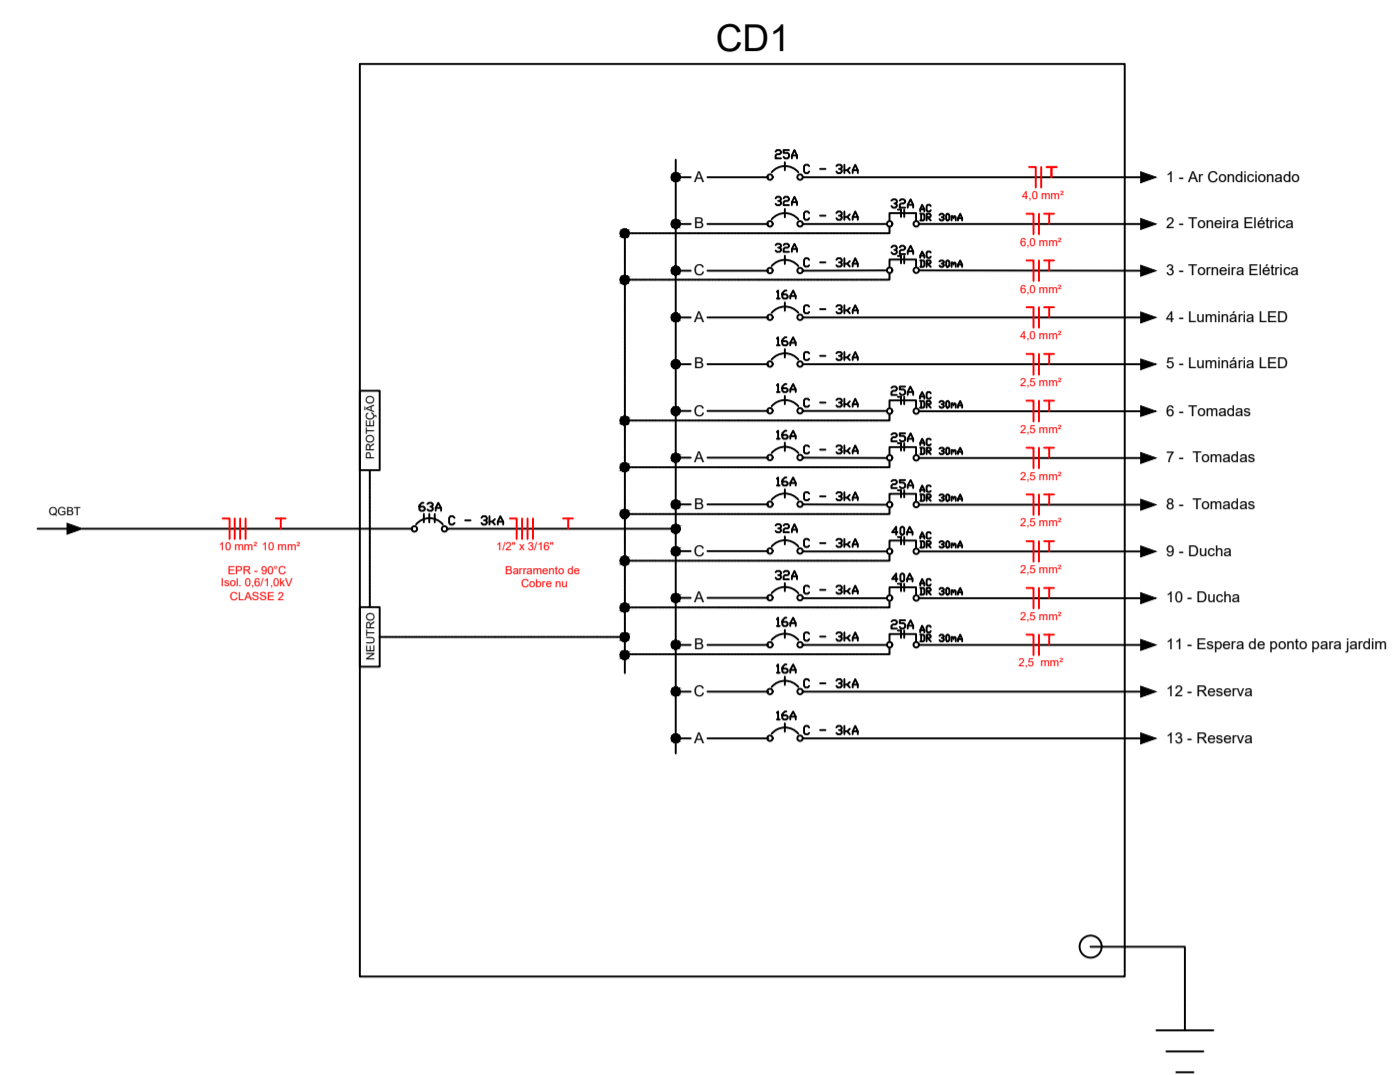 CD1
25A
A C - 3kA
4,0 mm²
1 - Ar Condicionado
32A 32A AC
B C - 3kA DR 30mA
6,0 mm²
2 - Toneira Elétrica
32A 32A AC
C C - 3kA DR 30mA
6,0 mm²
3 - Torneira Elétrica
16A
A C - 3kA
4,0 mm²
4 - Luminária LED
16A
B C - 3kA
2,5 mm²
5 - Luminária LED
16A 25A AC
C C - 3kA DR 30mA
2,5 mm²
6 - Tomadas
16A 25A AC
A C - 3kA DR 30mA
2,5 mm²
7 - Tomadas
16A 25A AC
B C - 3kA DR 30mA
2,5 mm²
8 - Tomadas
32A 40A AC
C C - 3kA DR 30mA
2,5 mm²
9 - Ducha
32A 40A AC
A C - 3kA DR 30mA
2,5 mm²
10 - Ducha
16A 25A AC
B C - 3kA DR 30mA
2,5 mm²
11 - Espera de ponto para jardim
16A
C C - 3kA
12 - Reserva
16A
A C - 3kA
13 - Reserva
PROTEÇÃO
NEUTRO
QGBT
10 mm² 10 mm²
EPR - 90°C
Isol. 0,6/1,0kV
CLASSE 2
63A
C - 3kA
1/2" x 3/16"
Barramento de
Cobre nu